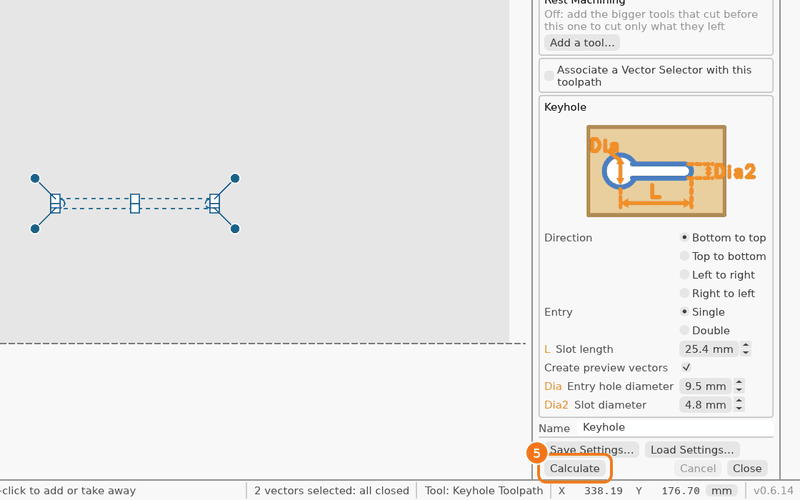 Rest Machining
Off: add the bigger tools that cut before
this one to cut only what they left
Add a tool...
Associate a Vector Selector with this
toolpath
Keyhole
Dia
Dia2
L
Direction
Bottom to top
Top to bottom
Left to right
Right to left
Entry
Single
Double
L Slot length 25.4 mm
Create preview vectors
Dia Entry hole diameter 9.5 mm
Dia2 Slot diameter 4.8 mm
Name Keyhole
5
Save Settings... Load Settings...
Calculate Cancel Close
-click to add or take away 2 vectors selected: all closed Tool: Keyhole Toolpath X 338.19 Y 176.70 mm v0.6.14